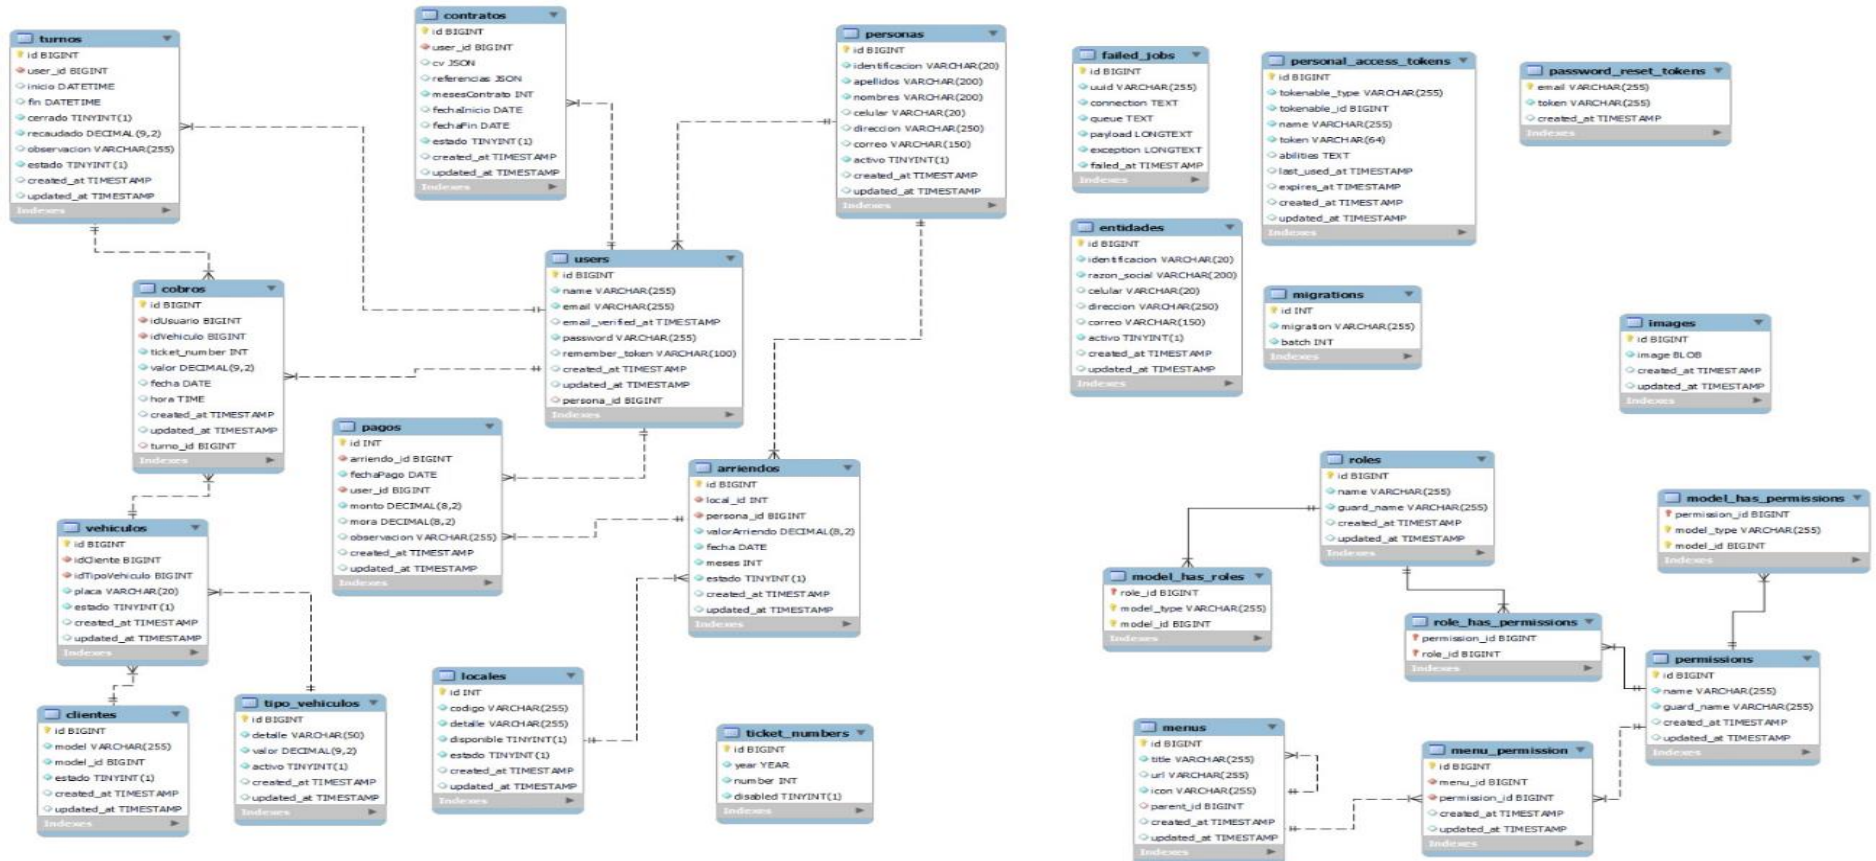 turnos
id BIGINT
user_id BIGINT
inicio DATETIME
fin DATETIME
cerrado TINYINT(1)
recaudado DECIMAL(9,2)
observacion VARCHAR(255)
estado TINYINT(1)
created_at TIMESTAMP
updated_at TIMESTAMP
Indexes
contratos
id BIGINT
user_id BIGINT
cv JSON
referencias JSON
mesesContrato INT
fechaInicio DATE
fechaFin DATE
estado TINYINT(1)
created_at TIMESTAMP
updated_at TIMESTAMP
Indexes
personas
id BIGINT
identificacion VARCHAR(20)
apellidos VARCHAR(200)
nombres VARCHAR(200)
celular VARCHAR(20)
direccion VARCHAR(250)
correo VARCHAR(150)
activo TINYINT(1)
created_at TIMESTAMP
updated_at TIMESTAMP
Indexes
failed_jobs
id BIGINT
uuid VARCHAR(255)
connection TEXT
queue TEXT
payload LONGTEXT
exception LONGTEXT
failed_at TIMESTAMP
Indexes
personal_access_tokens
id BIGINT
tokenable_type VARCHAR(255)
tokenable_id BIGINT
name VARCHAR(255)
token VARCHAR(64)
abilities TEXT
last_used_at TIMESTAMP
expires_at TIMESTAMP
created_at TIMESTAMP
updated_at TIMESTAMP
Indexes
password_reset_tokens
email VARCHAR(255)
token VARCHAR(255)
created_at TIMESTAMP
Indexes
cobros
id BIGINT
idUsuario BIGINT
idVehiculo BIGINT
ticket_number INT
valor DECIMAL(9,2)
fecha DATE
hora TIME
created_at TIMESTAMP
updated_at TIMESTAMP
turno_id BIGINT
Indexes
users
id BIGINT
name VARCHAR(255)
email VARCHAR(255)
email_verified_at TIMESTAMP
password VARCHAR(255)
remember_token VARCHAR(100)
created_at TIMESTAMP
updated_at TIMESTAMP
persona_id BIGINT
Indexes
entidades
id BIGINT
identificacion VARCHAR(20)
razon_social VARCHAR(200)
celular VARCHAR(20)
direccion VARCHAR(250)
correo VARCHAR(150)
activo TINYINT(1)
created_at TIMESTAMP
updated_at TIMESTAMP
Indexes
migrations
id INT
migration VARCHAR(255)
batch INT
Indexes
images
id BIGINT
image BLOB
created_at TIMESTAMP
updated_at TIMESTAMP
Indexes
pagos
id INT
arriendo_id BIGINT
fechaPago DATE
user_id BIGINT
monto DECIMAL(8,2)
mora DECIMAL(8,2)
observacion VARCHAR(255)
created_at TIMESTAMP
updated_at TIMESTAMP
Indexes
arriendos
id BIGINT
local_id INT
persona_id BIGINT
valorArriendo DECIMAL(8,2)
fecha DATE
meses INT
estado TINYINT(1)
created_at TIMESTAMP
updated_at TIMESTAMP
Indexes
vehiculos
id BIGINT
idCliente BIGINT
idTipoVehiculo BIGINT
placa VARCHAR(20)
estado TINYINT(1)
created_at TIMESTAMP
updated_at TIMESTAMP
Indexes
roles
id BIGINT
name VARCHAR(255)
guard_name VARCHAR(255)
created_at TIMESTAMP
updated_at TIMESTAMP
Indexes
model_has_permissions
permission_id BIGINT
model_type VARCHAR(255)
model_id BIGINT
Indexes
model_has_roles
role_id BIGINT
model_type VARCHAR(255)
model_id BIGINT
Indexes
role_has_permissions
permission_id BIGINT
role_id BIGINT
Indexes
permissions
id BIGINT
name VARCHAR(255)
guard_name VARCHAR(255)
created_at TIMESTAMP
updated_at TIMESTAMP
Indexes
clientes
id BIGINT
model VARCHAR(255)
model_id BIGINT
estado TINYINT(1)
created_at TIMESTAMP
updated_at TIMESTAMP
Indexes
tipo_vehiculos
id BIGINT
detalle VARCHAR(50)
valor DECIMAL(9,2)
activo TINYINT(1)
created_at TIMESTAMP
updated_at TIMESTAMP
Indexes
locales
id INT
codigo VARCHAR(255)
detalle VARCHAR(255)
disponible TINYINT(1)
estado TINYINT(1)
created_at TIMESTAMP
updated_at TIMESTAMP
Indexes
ticket_numbers
id BIGINT
year YEAR
number INT
disabled TINYINT(1)
Indexes
menus
id BIGINT
title VARCHAR(255)
url VARCHAR(255)
icon VARCHAR(255)
parent_id BIGINT
created_at TIMESTAMP
updated_at TIMESTAMP
Indexes
menu_permission
id BIGINT
menu_id BIGINT
permission_id BIGINT
created_at TIMESTAMP
updated_at TIMESTAMP
Indexes